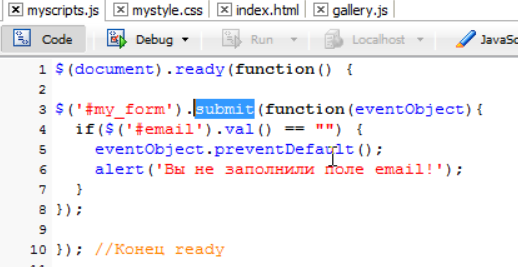 myscripts.js mystyle.css index.html gallery.js
Code Debug Run Localhost JavaSc
1 $(document).ready(function() {
2
3 $('#my_form').submit(function(eventObject){
4 if($('#email').val() == "") {
5 eventObject.preventDefault();
6 alert('Вы не заполнили поле email!');
7 }
8 });
9
10 }); //Конец ready